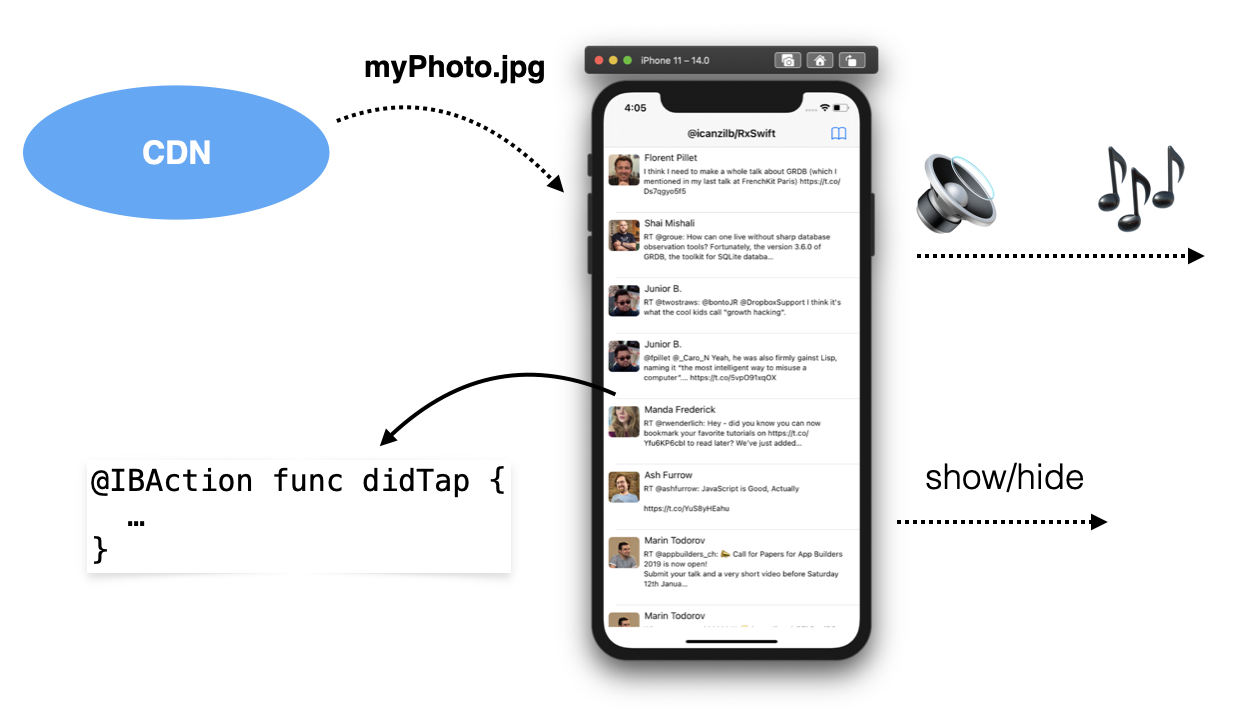 myPhoto.jpg
CDN
iPhone 11 – 14.0
4:05
@icanzilb/RxSwift
Florent Pillet
I think I need to make a whole talk about GRDB (which I
mentioned in my last talk at FrenchKit Paris) https://t.co/
Ds7qgyo5f5
Shai Mishali
RT @groue: How can one live without sharp database
observation tools? Fortunately, the version 3.6.0 of
GRDB, the toolkit for SQLite databa...
Junior B.
RT @twostraws: @bontoJR @DropboxSupport I think it's
what the cool kids call "growth hacking".
Junior B.
@fpillet @_Caro_N Yeah, he was also firmly gainst Lisp,
naming it "the most intelligent way to misuse a
computer".... https://t.co/5vpO91xqOX
Manda Frederick
RT @rwenderlich: Hey - did you know you can now
bookmark your favorite tutorials on https://t.co/
Yfu6KP6cbI to read later? We've just added...
Ash Furrow
RT @ashfurrow: JavaScript is Good, Actually
https://t.co/YuS8yHEahu
Marin Todorov
RT @appbuilders_ch: 📣 Call for Papers for App Builders
2019 is now open!
Submit your talk and a very short video before Saturday
12th Janua...
Marin Todorov
@IBAction func didTap {
…
}
show/hide